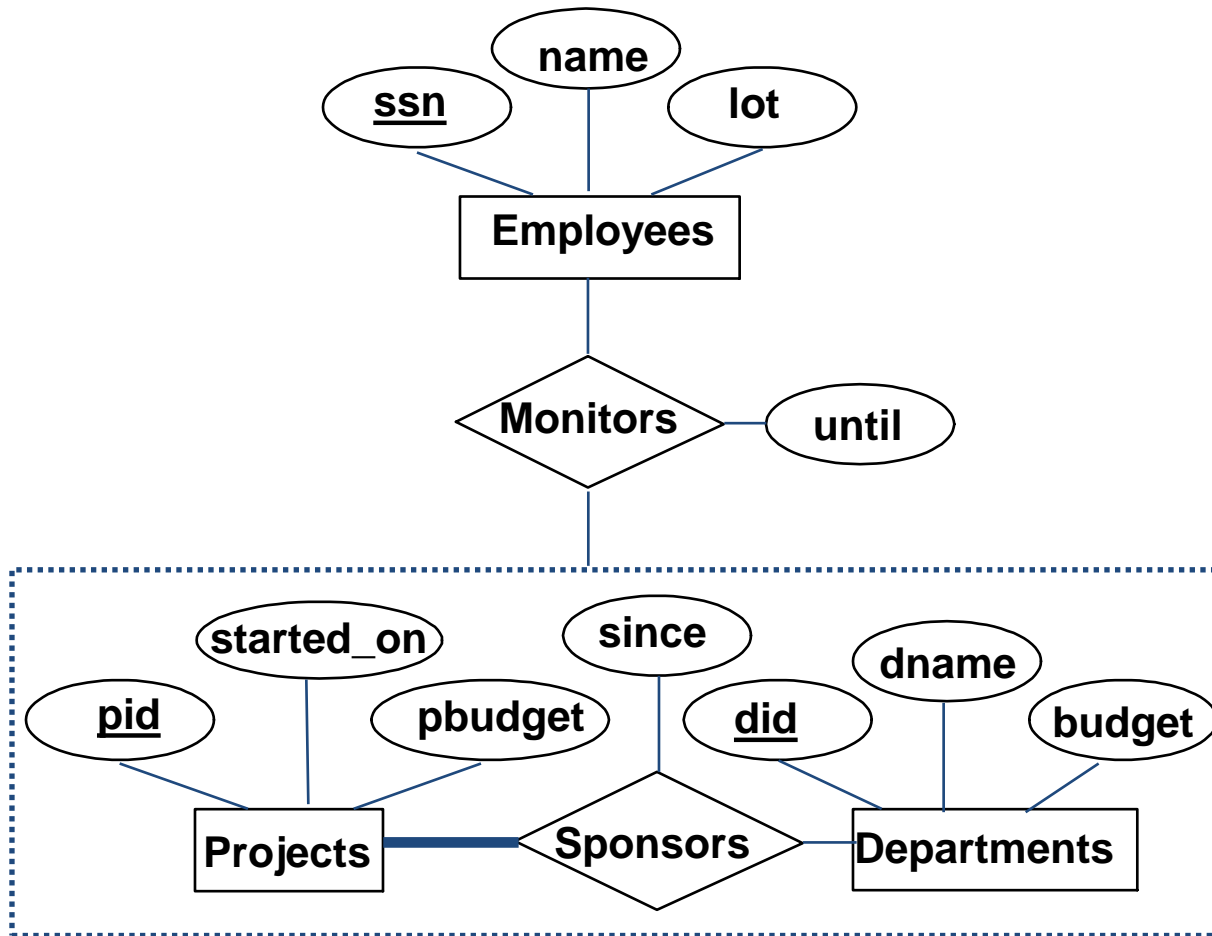 name
ssn
lot
Employees
Monitors
until
started_on
since
dname
pid
pbudget
did
budget
Projects
Sponsors
Departments